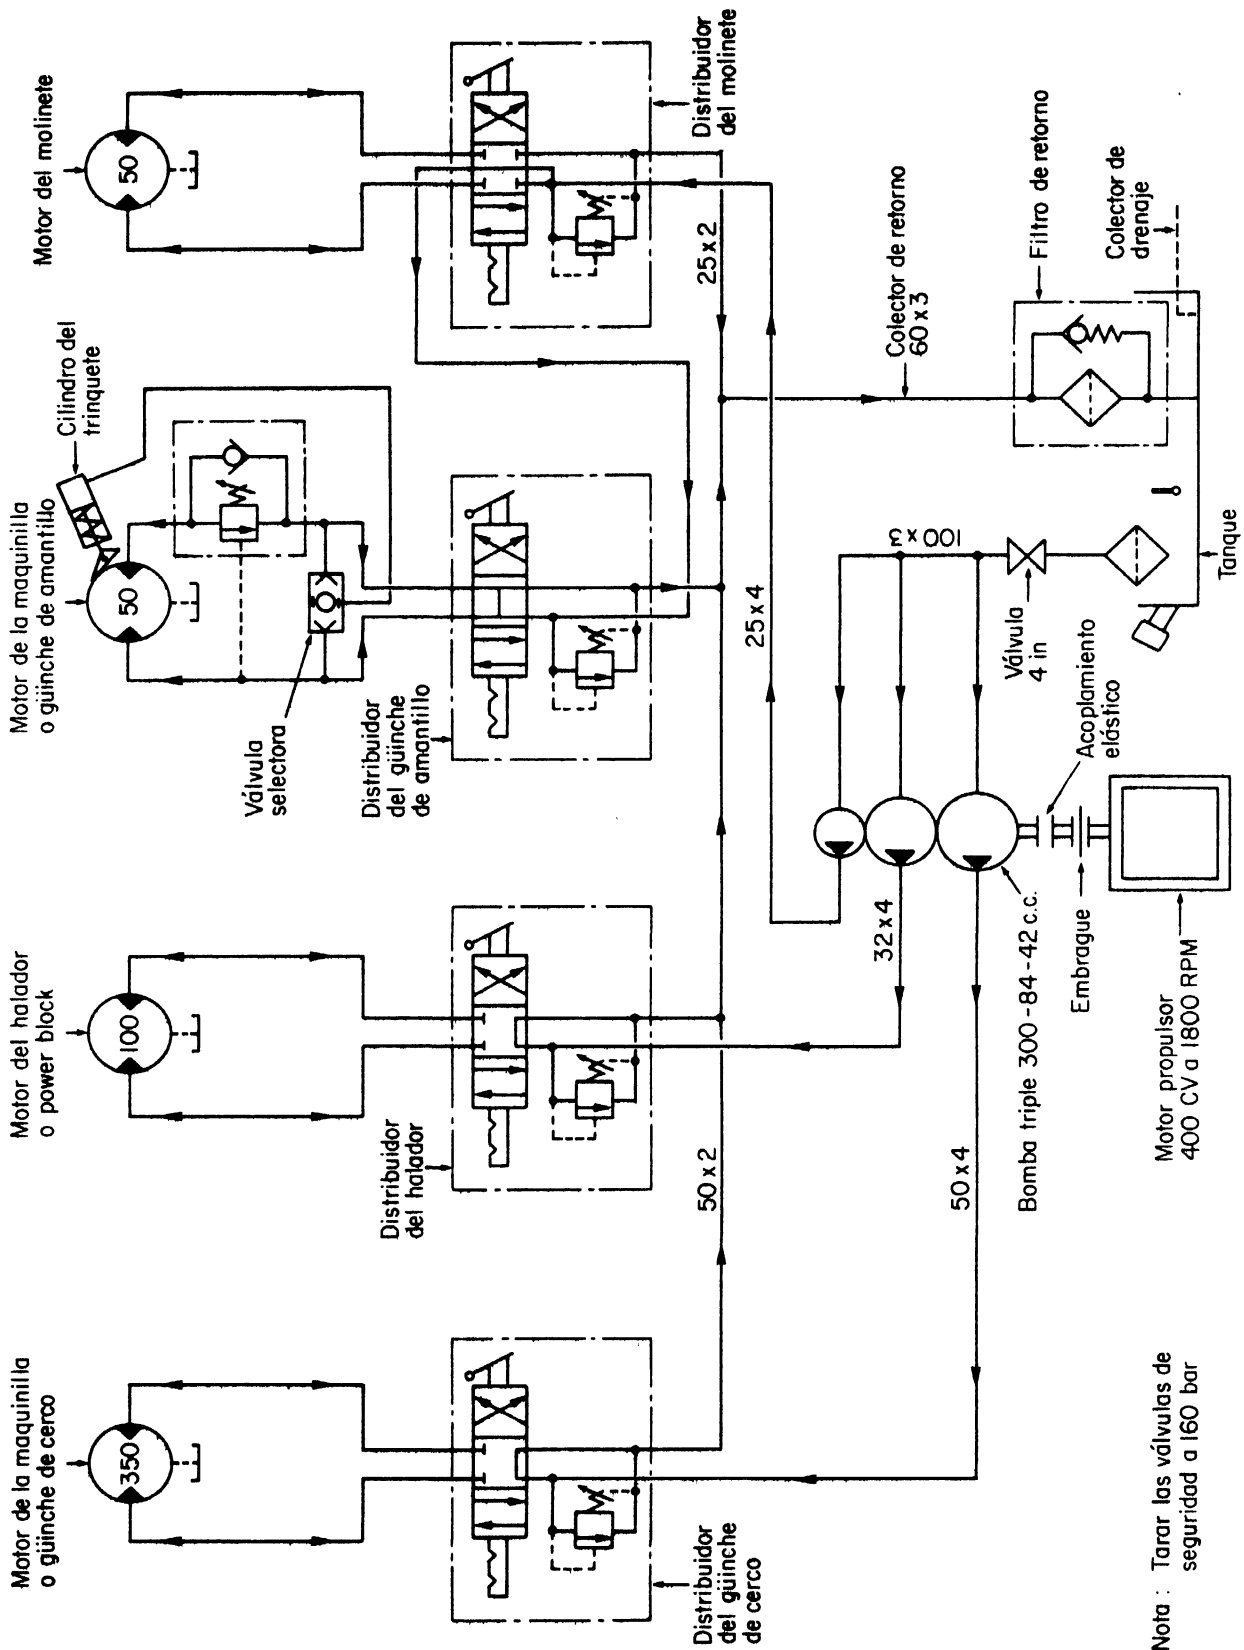 Motor de la maquinilla
o güinche de cerco
350
Distribuidor
del güinche
de cerco
Motor del halador
o power block
100
Distribuidor
del halador
Motor de la maquinilla
o güinche de amantillo
50
Cilindro del
trinquete
Válvula
selectora
Distribuidor
del güinche
de amantillo
Motor del molinete
50
Distribuidor
del molinete
50 x 2
25 x 2
25 x 4
32 x 4
50 x 4
100 x 3
Colector de retorno
60 x 3
Filtro de retorno
Colector de
drenaje
Válvula
4 in
Tanque
Acoplamiento
elástico
Embrague
Bomba triple 300-84-42 c.c.
Motor propulsor
400 CV a 1800 RPM
Nota : Tarar las válvulas de
seguridad a 160 bar